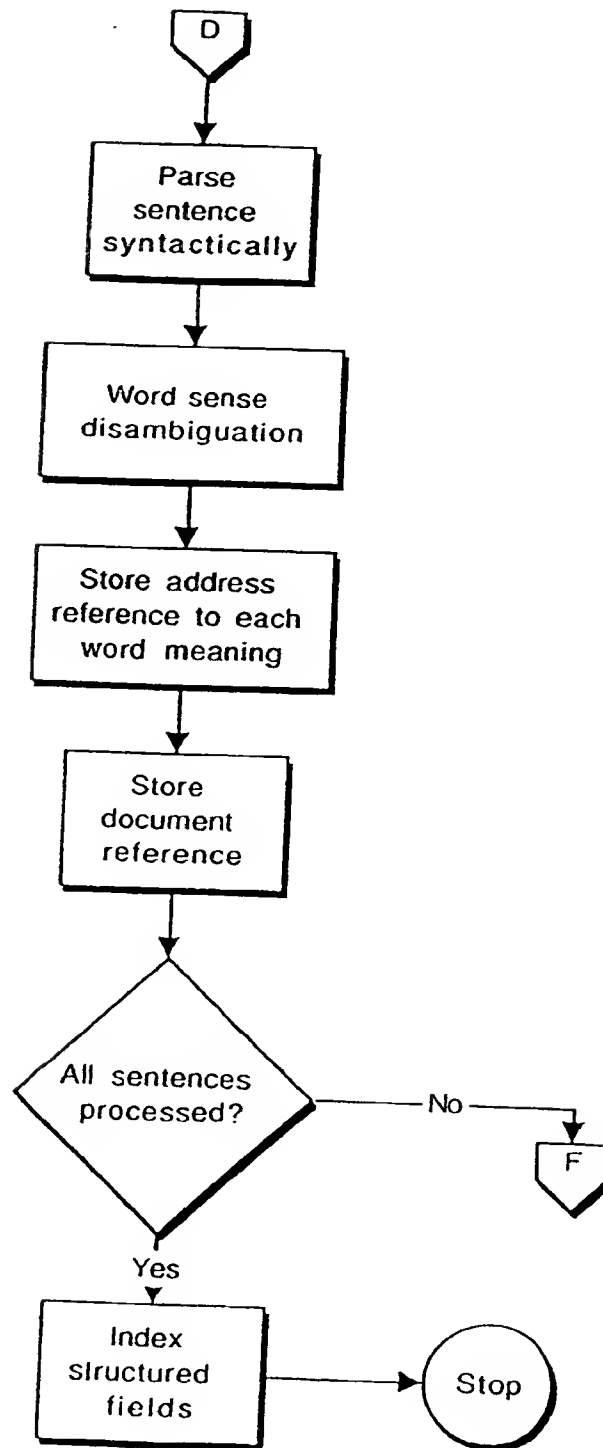 D
Parse
sentence
syntactically
Word sense
disambiguation
Store address
reference to each
word meaning
Store
document
reference
All sentences
processed?
No
F
Yes
Index
structured
fields
Stop